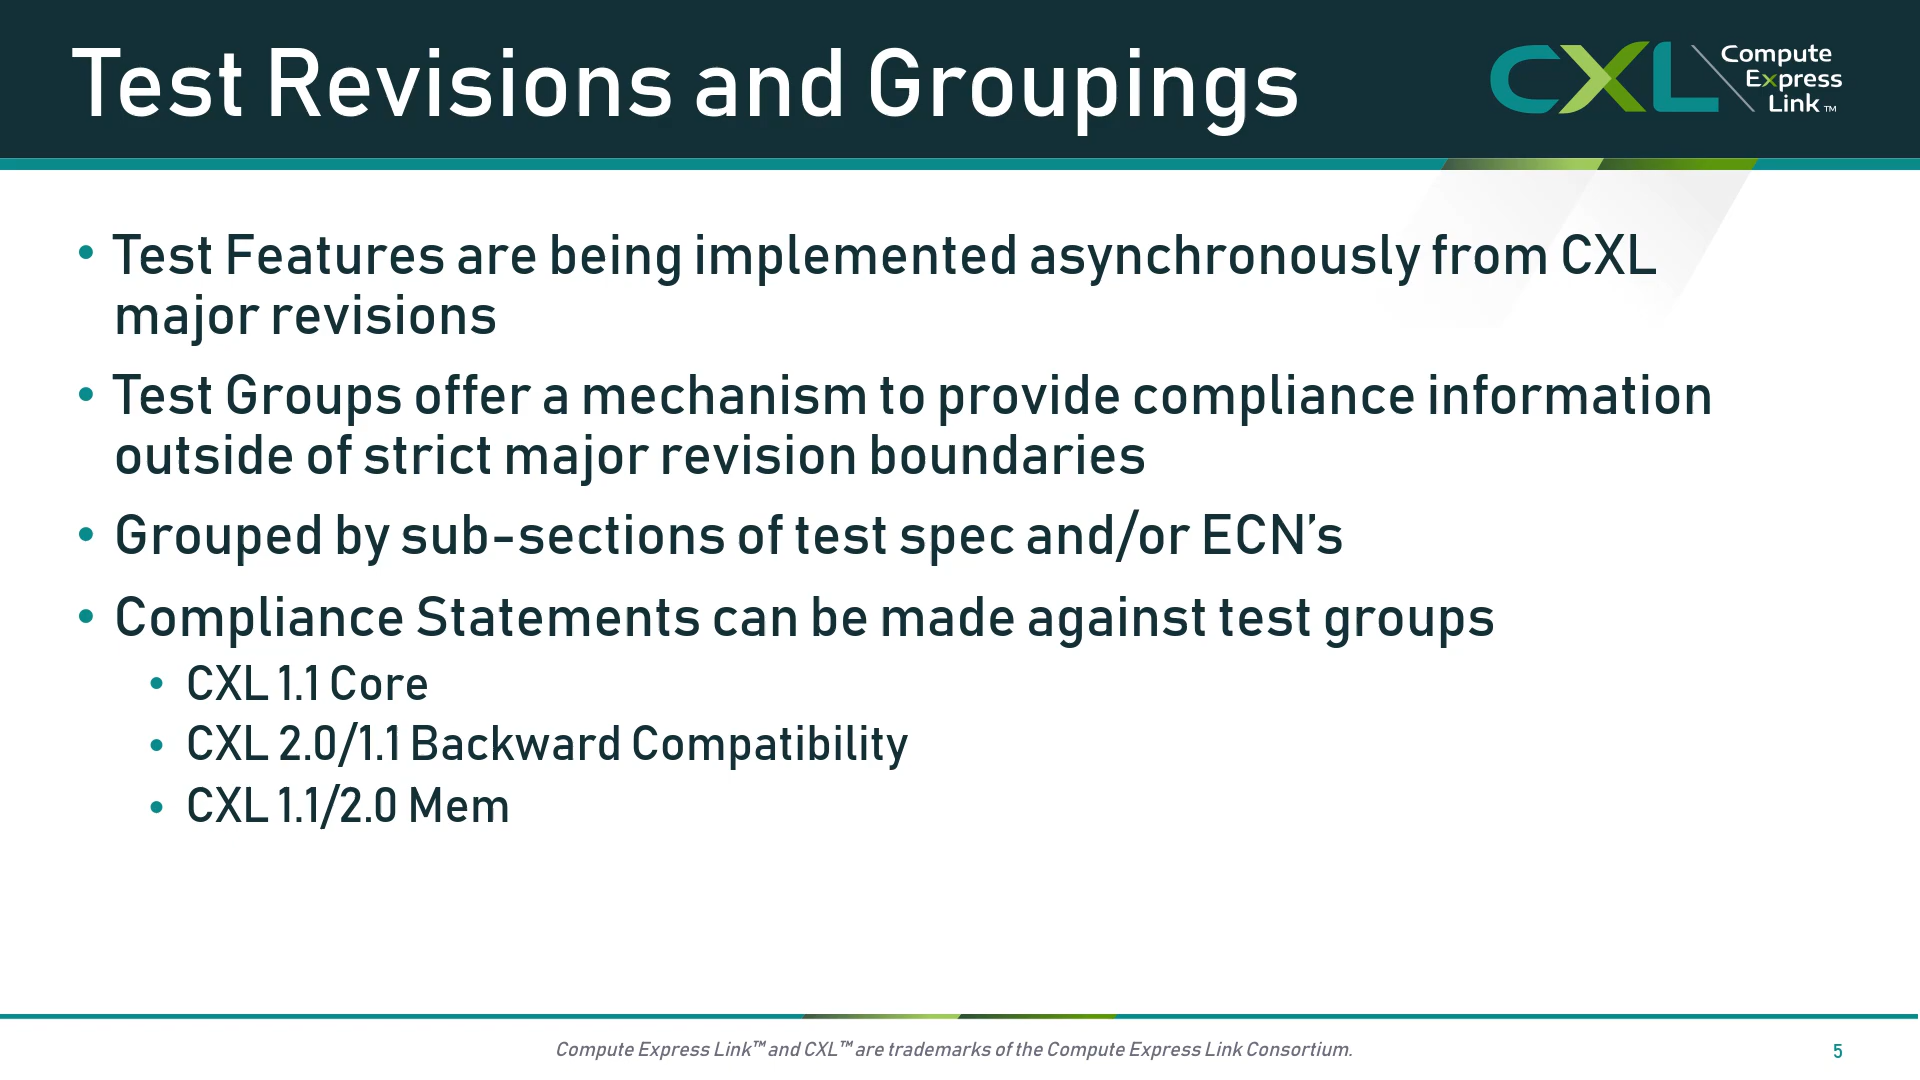 Test Revisions and Groupings
CXL
Compute
Express
Link™
• Test Features are being implemented asynchronously from CXL
major revisions
• Test Groups offer a mechanism to provide compliance information
outside of strict major revision boundaries
• Grouped by sub-sections of test spec and/or ECN’s
• Compliance Statements can be made against test groups
• CXL 1.1 Core
• CXL 2.0/1.1 Backward Compatibility
• CXL 1.1/2.0 Mem
Compute Express Link™ and CXL™ are trademarks of the Compute Express Link Consortium.
5